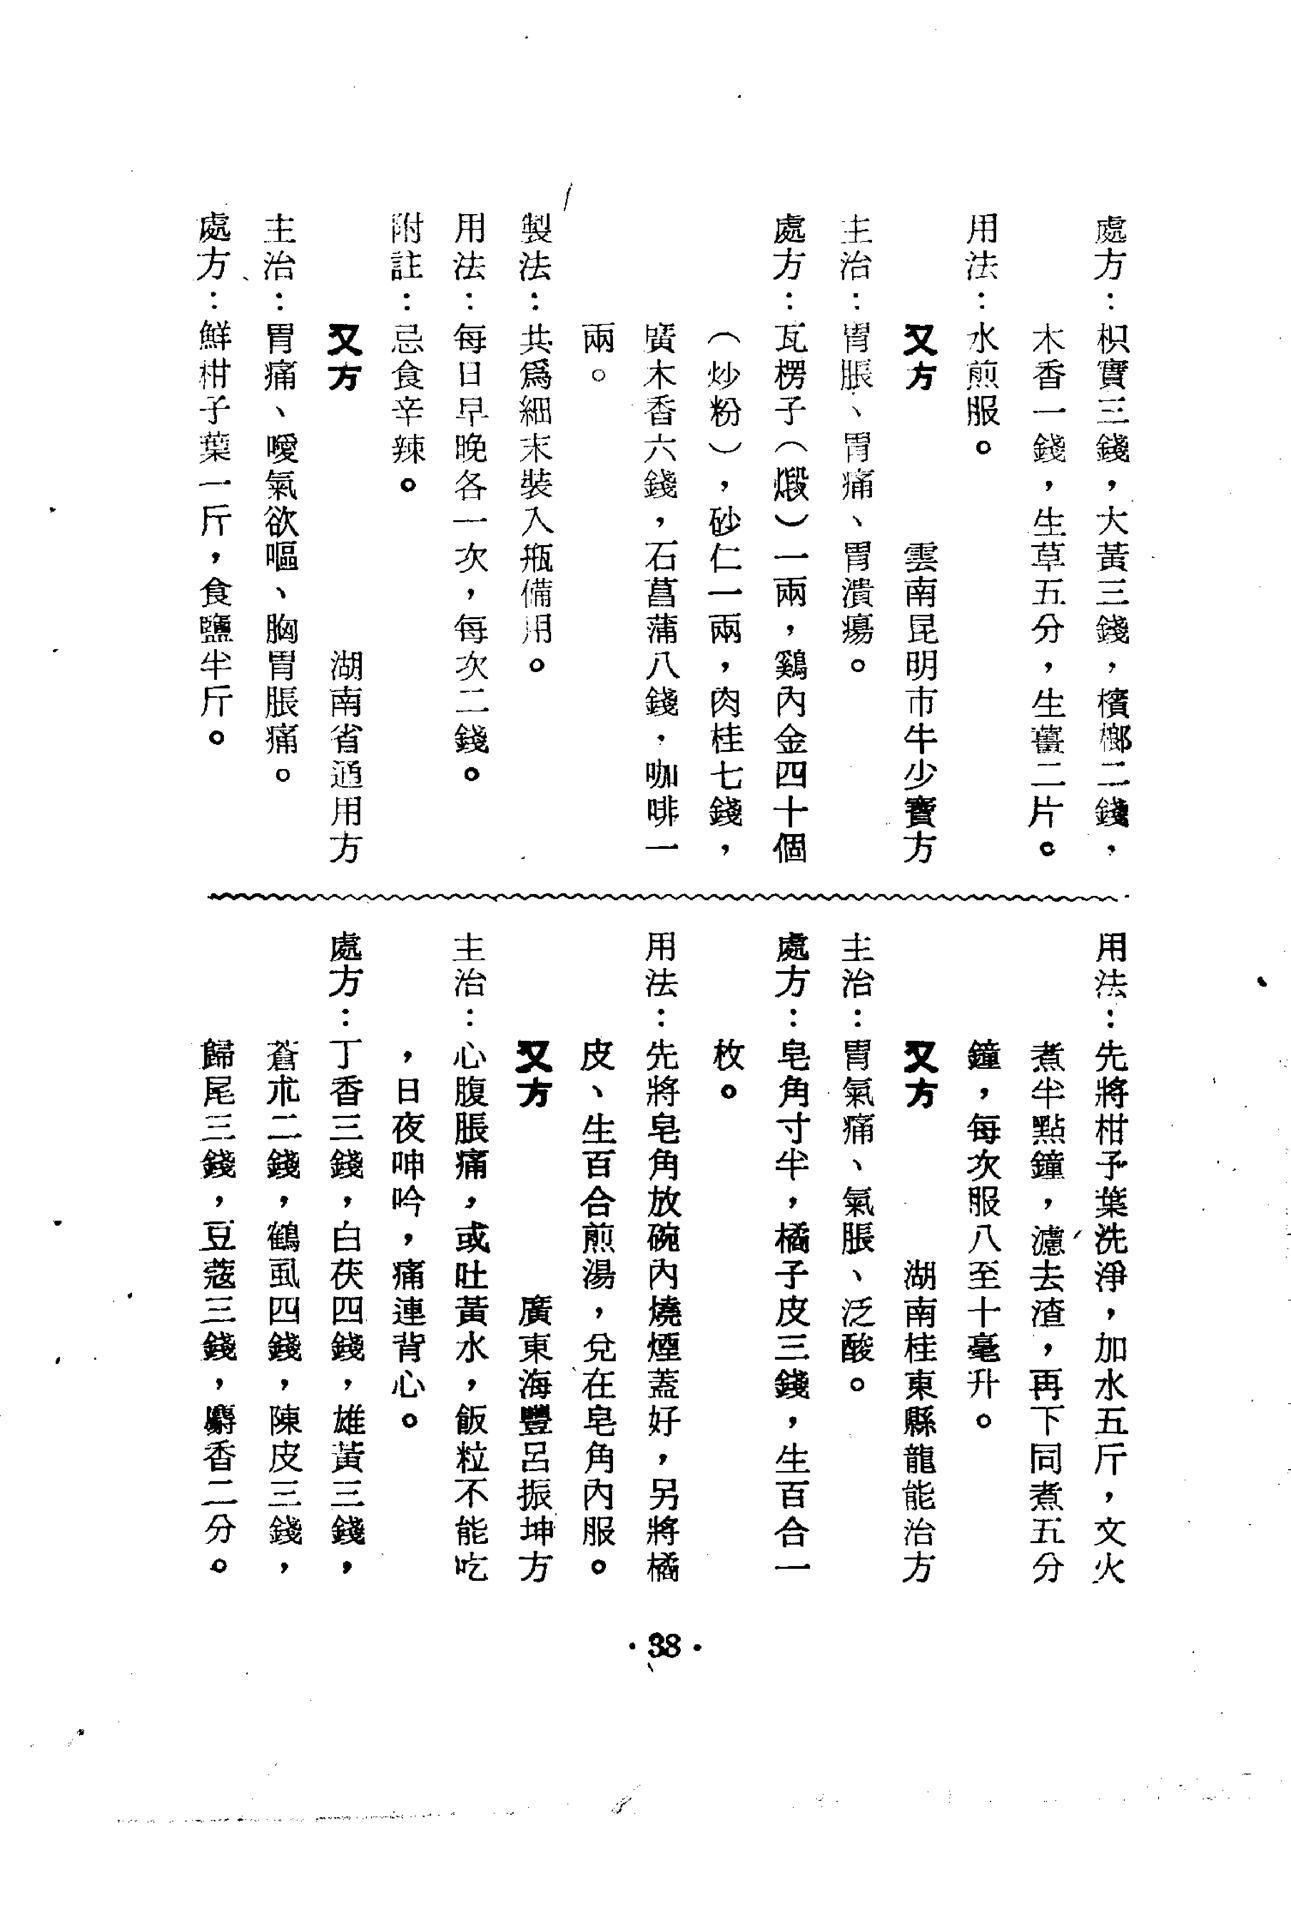 處方：枳實三錢，大黃三錢，檳榔二錢，
木香一錢，生草五分，生薑二片。
用法：水煎服。
又方　雲南昆明市牛少寶方
主治：胃脹、胃痛、胃潰瘍。
處方：瓦楞子（煅）一兩，鷄內金四十個
（炒粉），砂仁一兩，肉桂七錢，
廣木香六錢，石菖蒲八錢，咖啡一
兩。
製法：共爲細末裝入瓶備用。
用法：每日早晚各一次，每次二錢。
附註：忌食辛辣。
又方　湖南省通用方
主治：胃痛、噯氣欲嘔、胸胃脹痛。
處方：鮮柑子葉一斤，食鹽半斤。
用法：先將柑子葉洗淨，加水五斤，文火
煮半點鐘，濾去渣，再下同煮五分
鐘，每次服八至十毫升。
又方　湖南桂東縣龍能治方
主治：胃氣痛、氣脹、泛酸。
處方：皂角寸半，橘子皮三錢，生百合一
枚。
用法：先將皂角放碗內燒煙蓋好，另將橘
皮、生百合煎湯，兌在皂角內服。
又方　廣東海豐呂振坤方
主治：心腹脹痛，或吐黃水，飯粒不能吃
，日夜呻吟，痛連背心。
處方：丁香三錢，白茯四錢，雄黃三錢，
蒼朮二錢，鶴虱四錢，陳皮三錢，
歸尾三錢，豆蔻三錢，麝香二分。
·38·